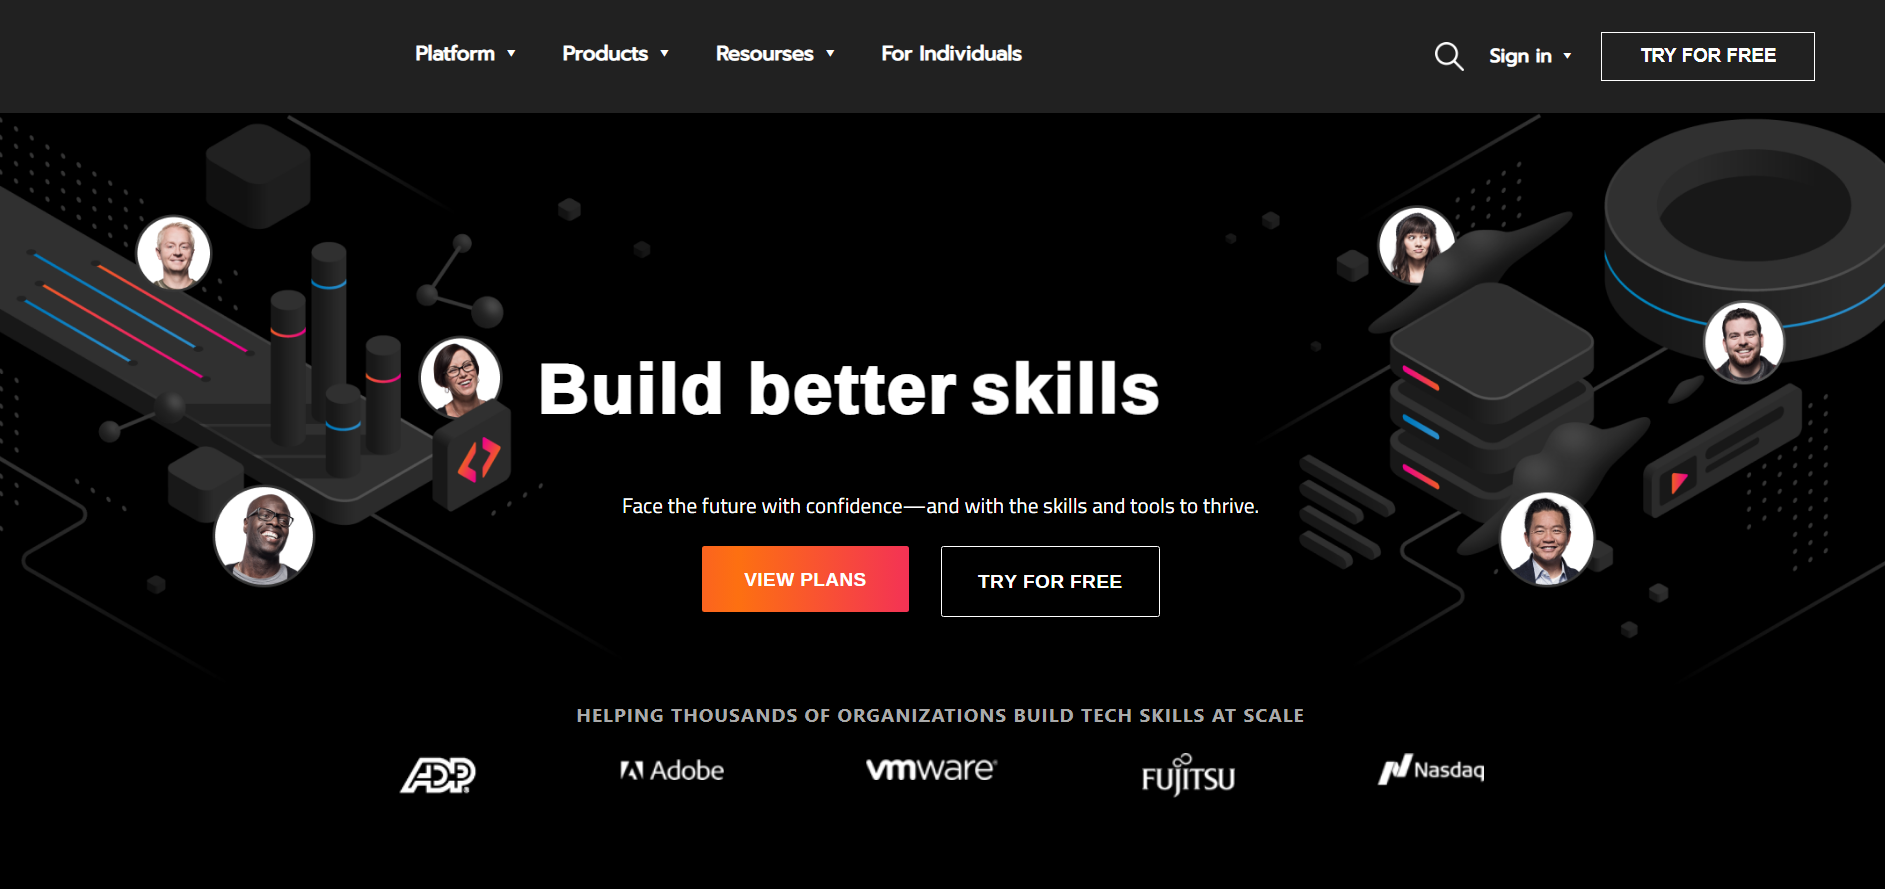 Platform
Products
Resourses
For Individuals
Sign in
TRY FOR FREE
Build better skills
Face the future with confidence—and with the skills and tools to thrive.
VIEW PLANS
TRY FOR FREE
HELPING THOUSANDS OF ORGANIZATIONS BUILD TECH SKILLS AT SCALE
ADP®
Adobe
vmware®
FUJITSU
Nasdaq